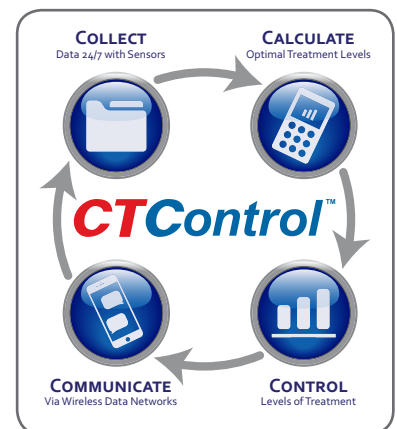 COLLECT
Data 24/7 with Sensors
CALCULATE
Optimal Treatment Levels
CTControl™
COMMUNICATE
Via Wireless Data Networks
CONTROL
Levels of Treatment